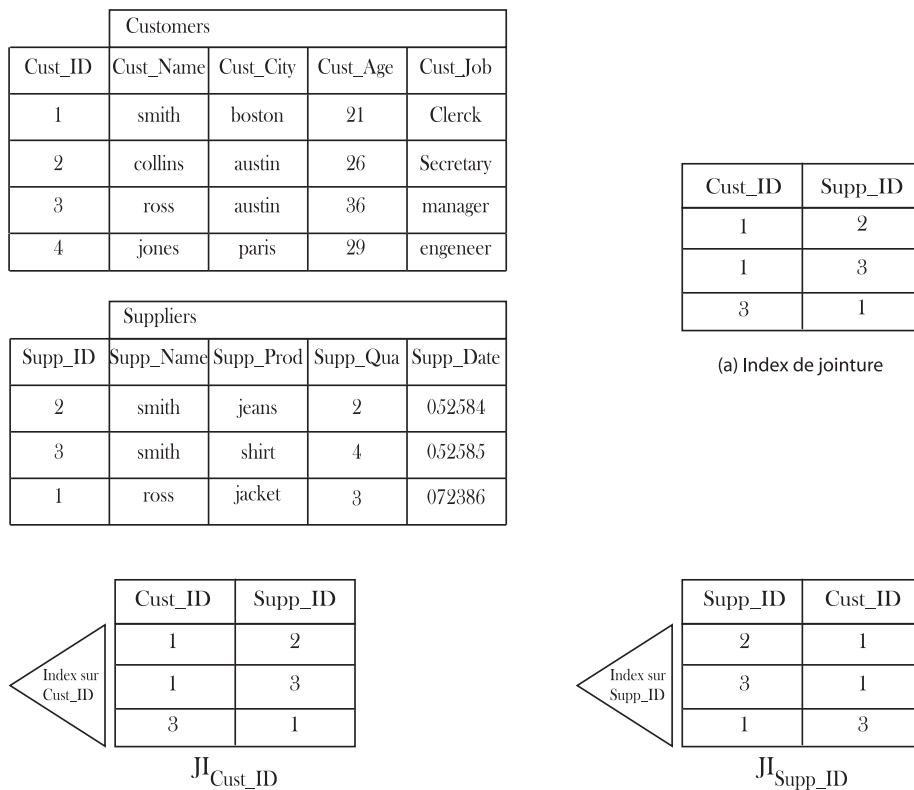 Customers
Cust_ID Cust_Name Cust_City Cust_Age Cust_Job
1 smith boston 21 Clerck
2 collins austin 26 Secretary
3 ross austin 36 manager
4 jones paris 29 engeneer
Suppliers
Supp_ID Supp_Name Supp_Prod Supp_Qua Supp_Date
2 smith jeans 2 052584
3 smith shirt 4 052585
1 ross jacket 3 072386
Cust_ID Supp_ID
1 2
1 3
3 1
(a) Index de jointure
Index sur
Cust_ID
Cust_ID Supp_ID
1 2
1 3
3 1
JI Cust_ID
Index sur
Supp_ID
Supp_ID Cust_ID
2 1
3 1
1 3
JI Supp_ID